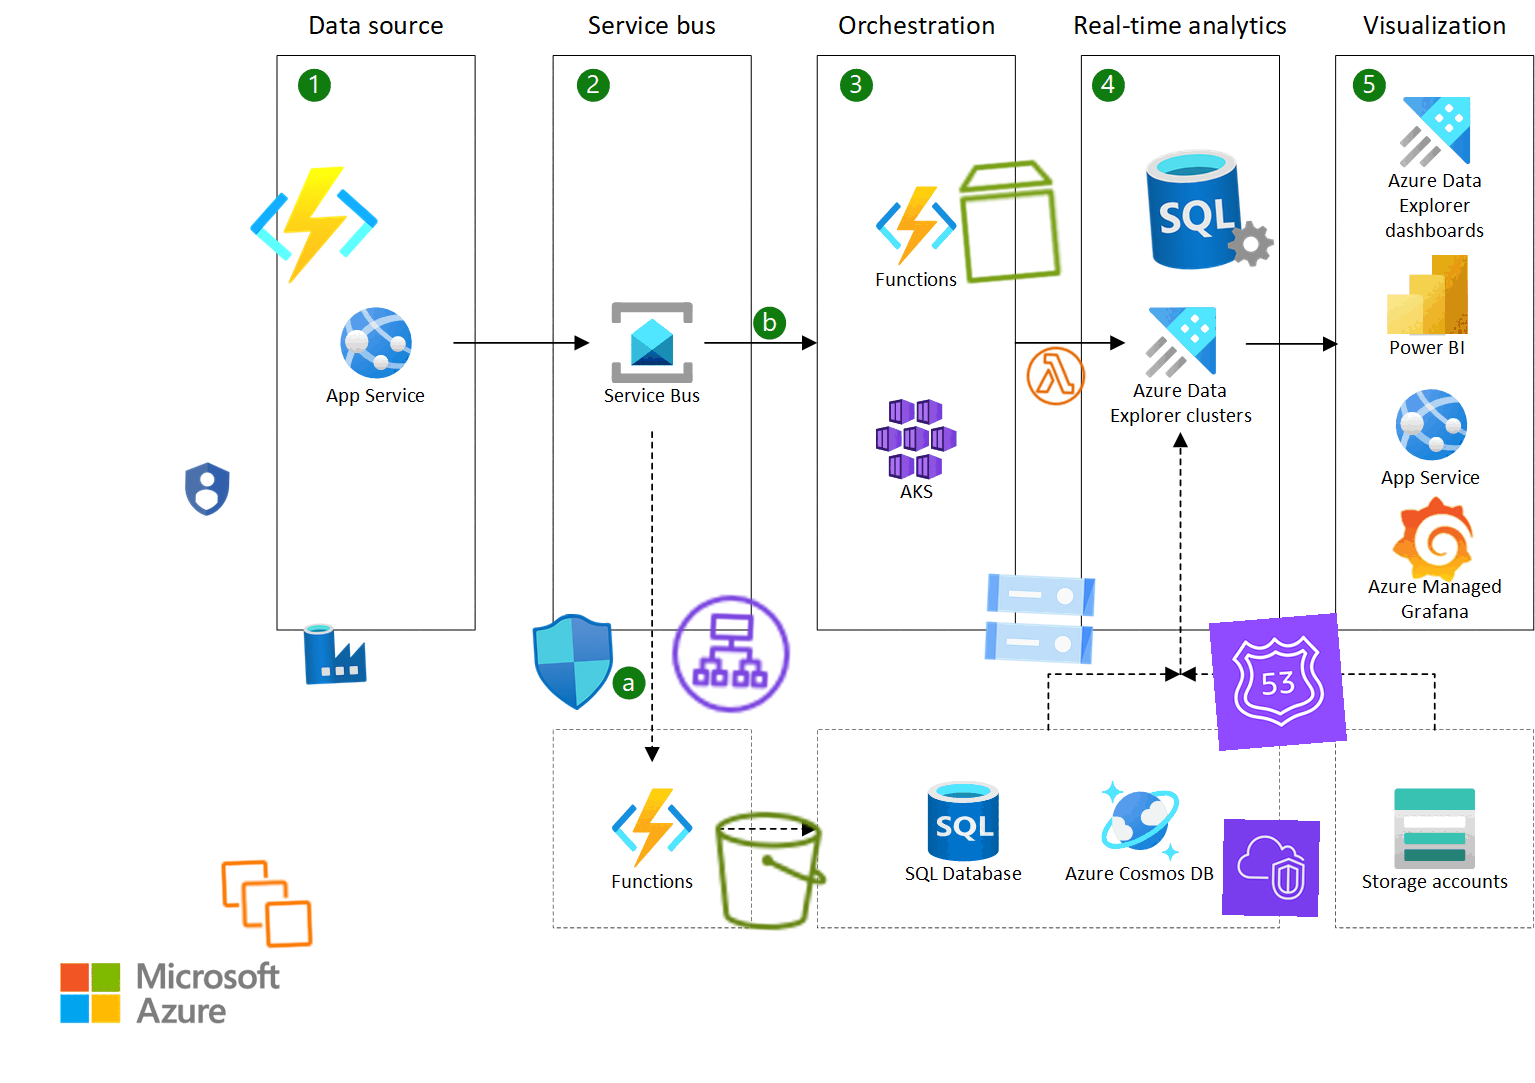 Data source
Service bus
Orchestration
Real-time analytics
Visualization
1
2
3
4
5
SQL
Azure Data
Explorer
dashboards
Functions
b
Power BI
App Service
Service Bus
Azure Data
Explorer clusters
AKS
App Service
Azure Managed
Grafana
a
53
SQL
Functions
SQL Database
Azure Cosmos DB
Storage accounts
Microsoft
Azure